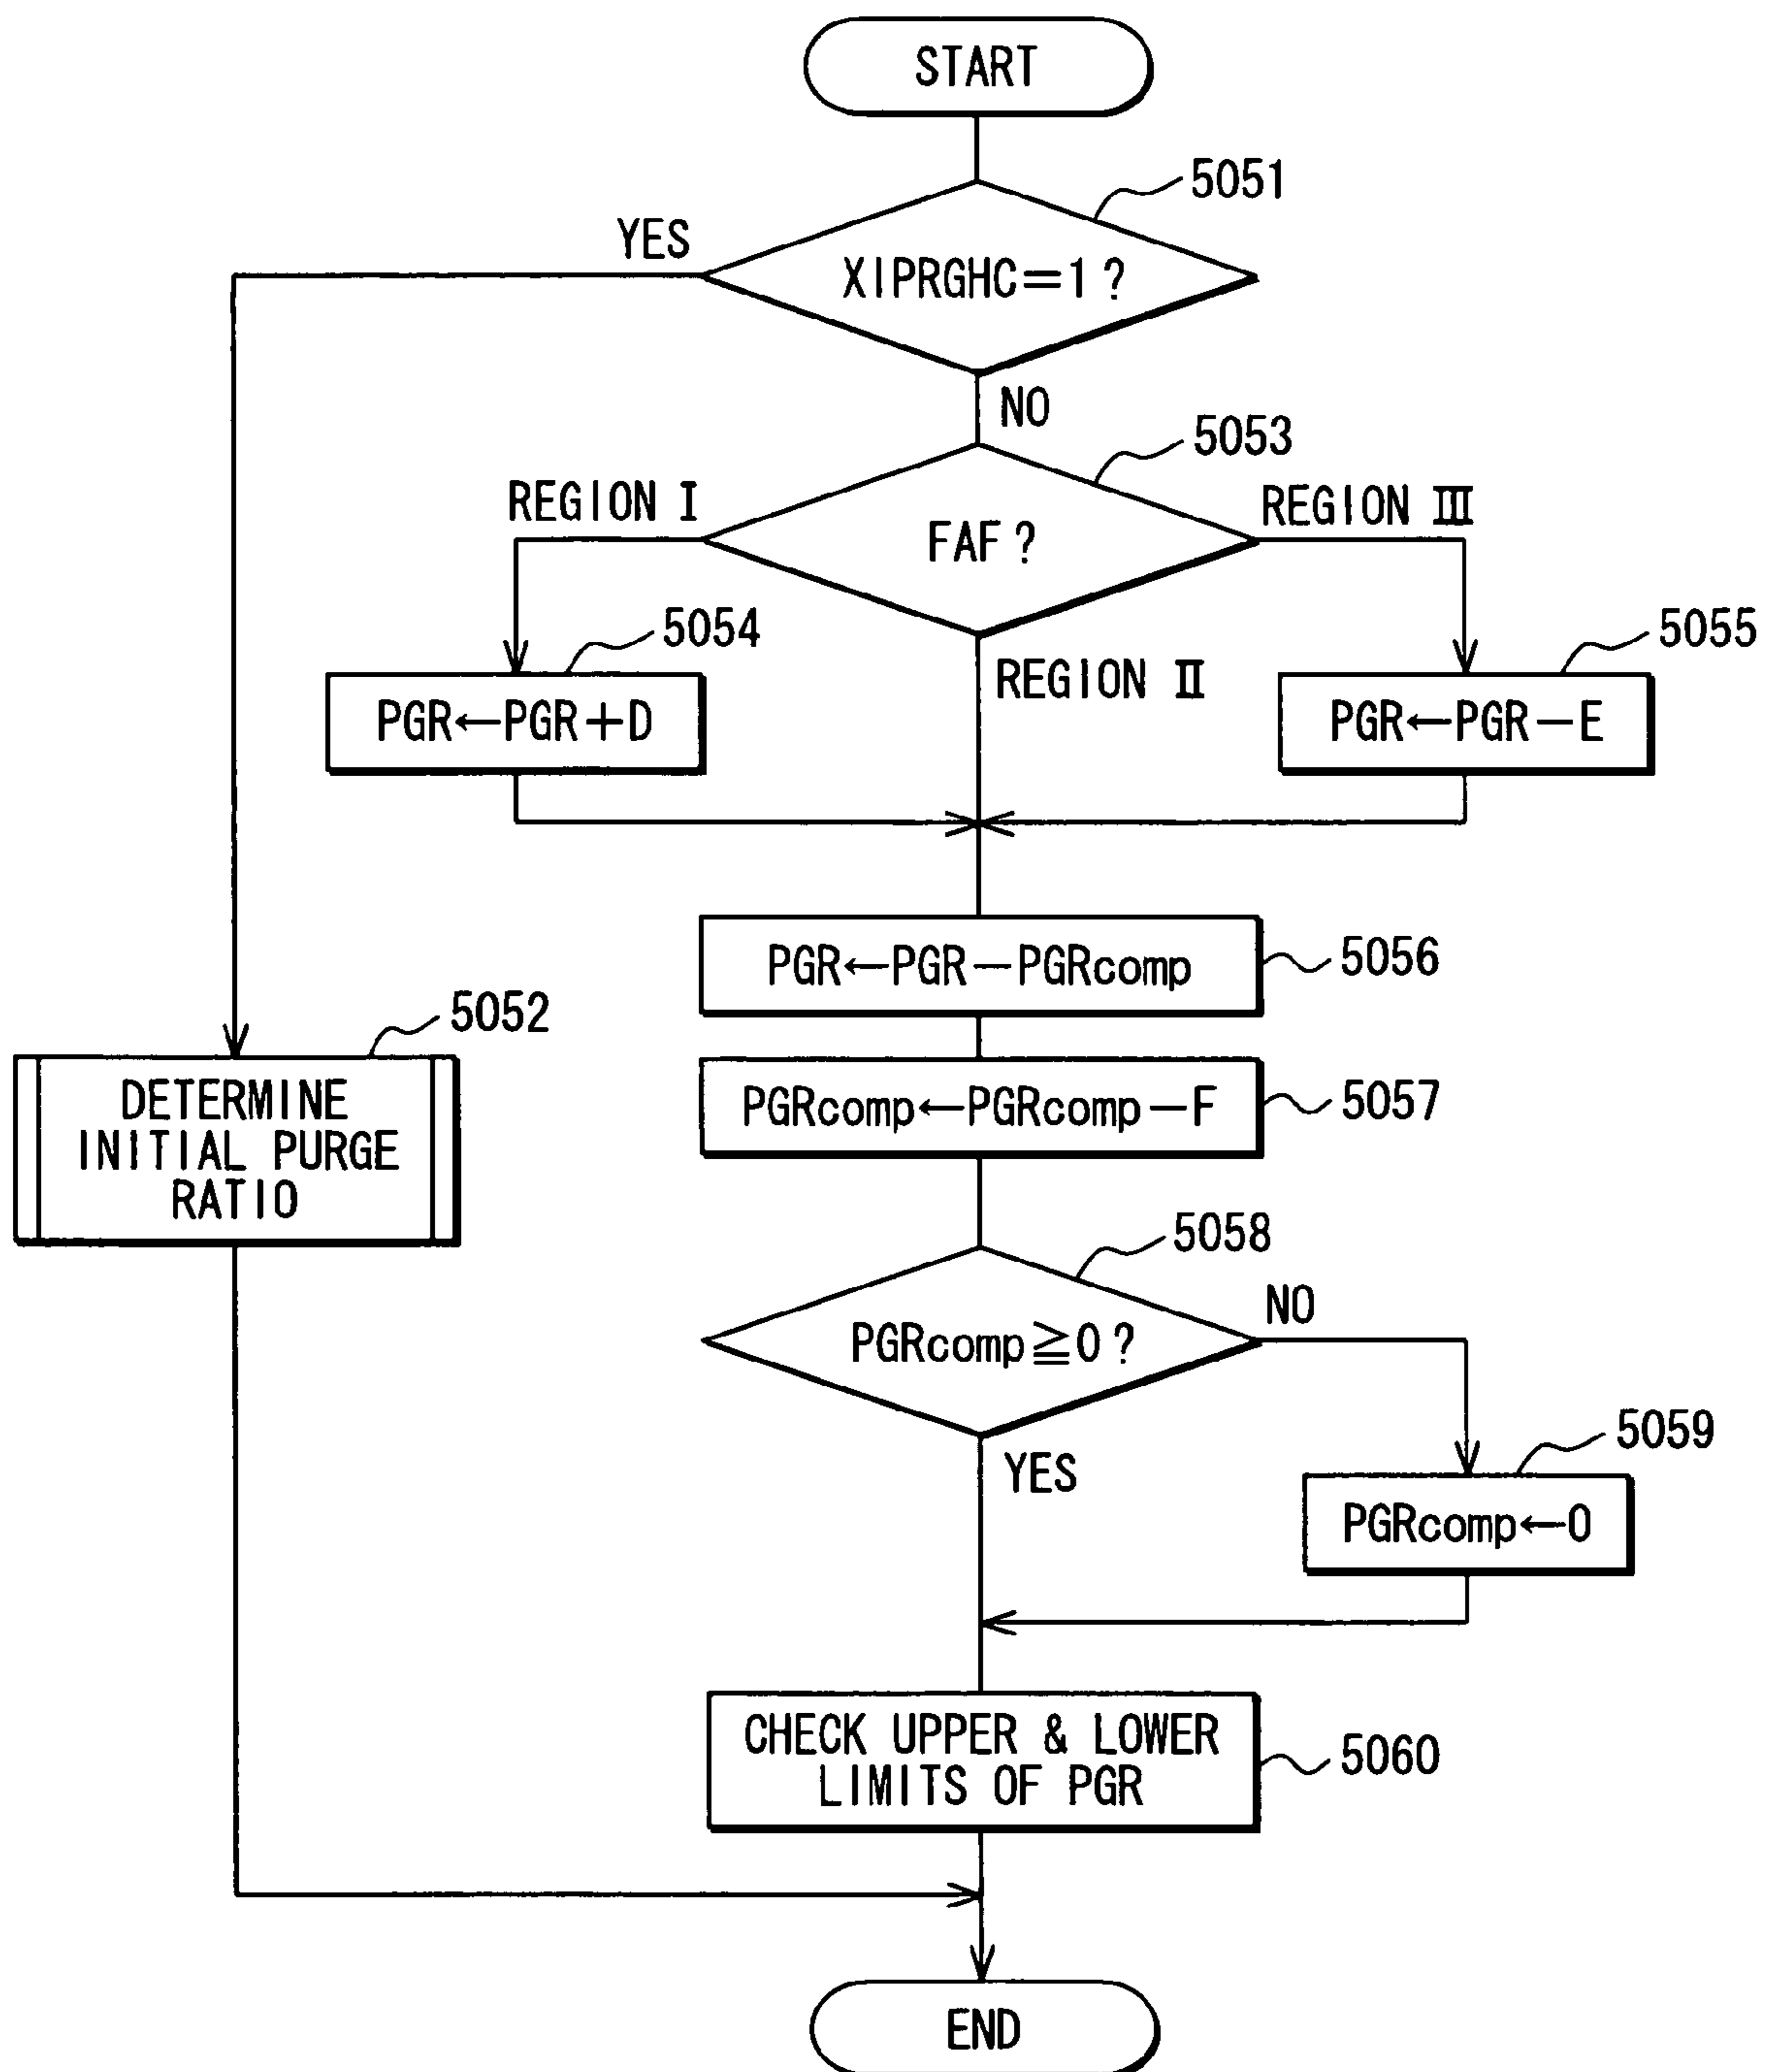 START
5051
YES
XIPRGHC=1?
NO
5053
REGION I
REGION III
FAF?
5054
5055
REGION II
PGR←PGR+D
PGR←PGR-E
PGR←PGR-PGRcomp
5056
5052
PGRcomp←PGRcomp-F
5057
DETERMINE
INITIAL PURGE
RATIO
5058
NO
PGRcomp≧0?
5059
YES
PGRcomp←0
CHECK UPPER & LOWER
LIMITS OF PGR
5060
END